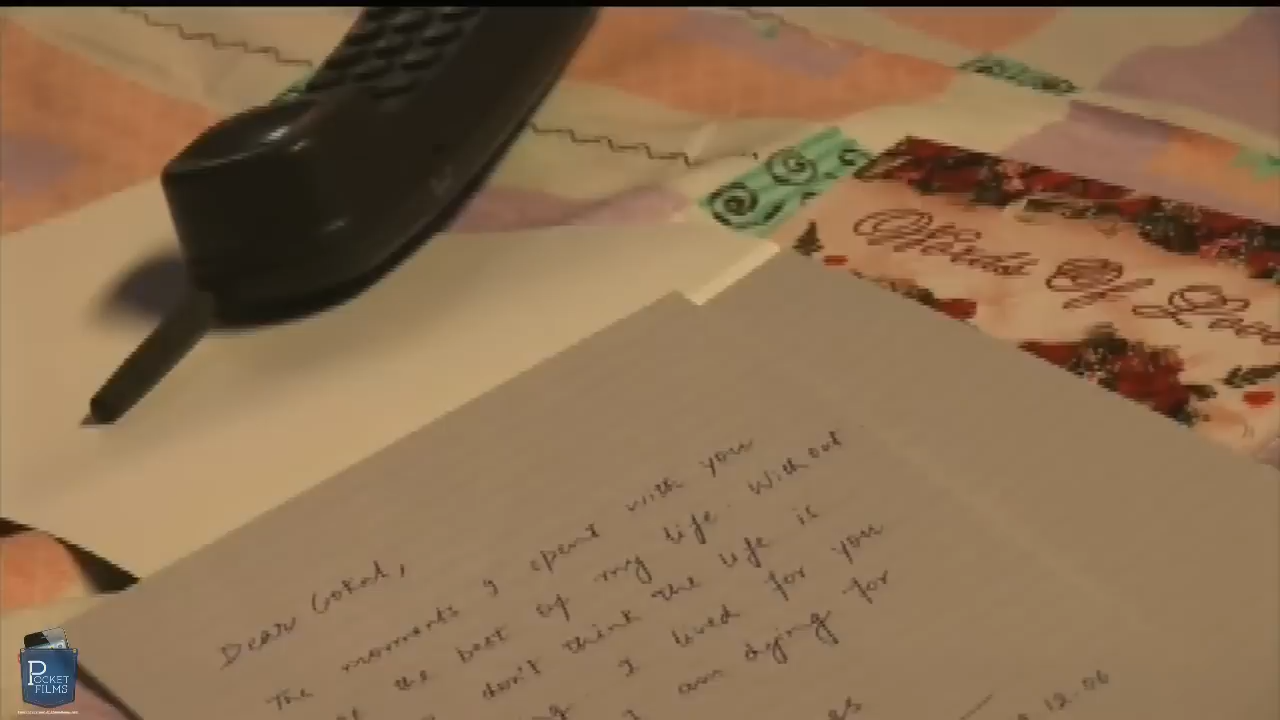 Words Of Love
Dear Gokul,
The moments I spent with you
the best of my life. Without
don't think the life is
I lived for you
I am dying for
12-06
POCKET
FILMS